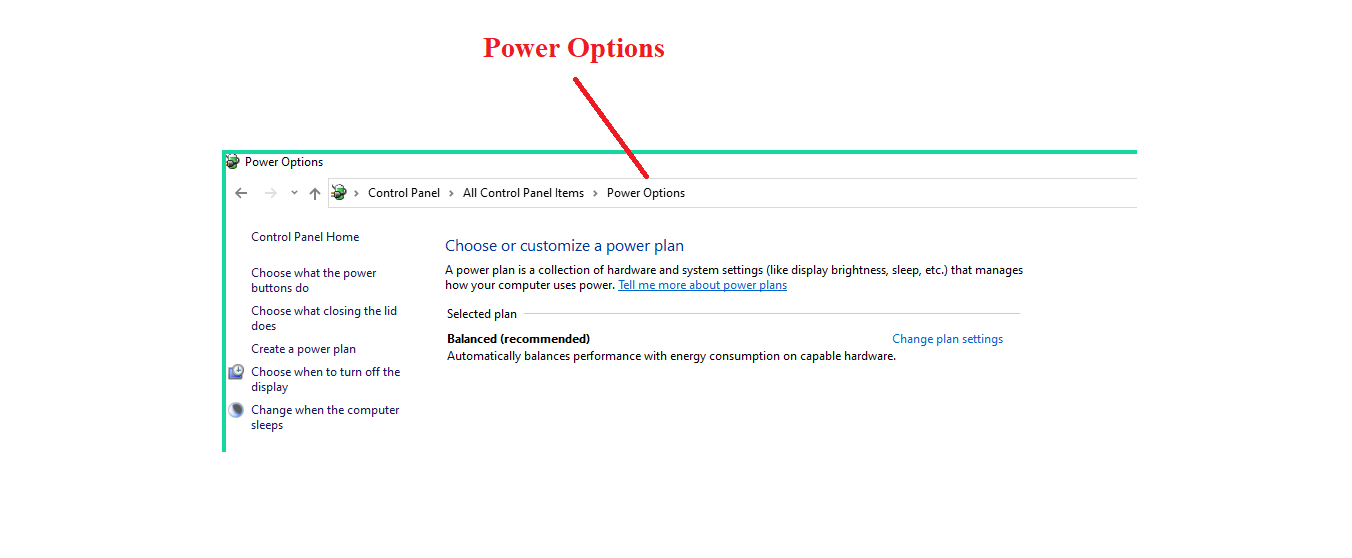 Power Options
Power Options
Control Panel > All Control Panel Items > Power Options
Control Panel Home
Choose what the power
buttons do
Choose what closing the lid
does
Create a power plan
Choose when to turn off the
display
Change when the computer
sleeps
Choose or customize a power plan
A power plan is a collection of hardware and system settings (like display brightness, sleep, etc.) that manages
how your computer uses power. Tell me more about power plans
Selected plan
Balanced (recommended) Change plan settings
Automatically balances performance with energy consumption on capable hardware.